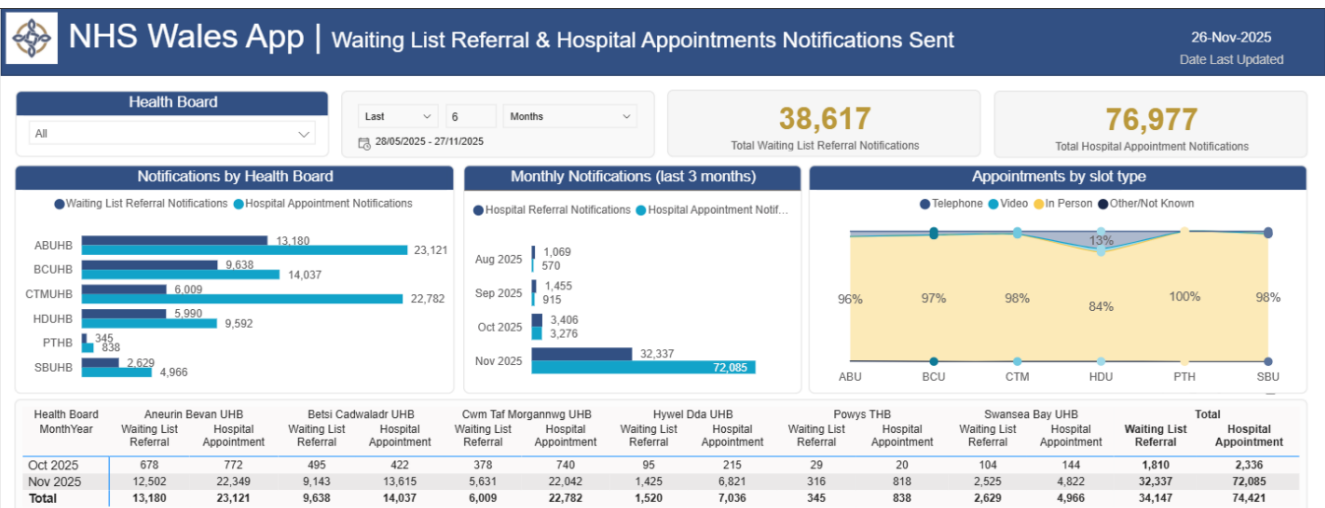 NHS Wales App | Waiting List Referral & Hospital Appointments Notifications Sent
26-Nov-2025
Date Last Updated
Health Board
All
Last 6 Months
28/05/2025 - 27/11/2025
38,617
Total Waiting List Referral Notifications
76,977
Total Hospital Appointment Notifications
Notifications by Health Board
Waiting List Referral Notifications Hospital Appointment Notifications
ABUHB 13,180
23,121
BCUHB 9,638
14,037
CTMUHB 6,009
22,782
HDUHB 5,990
9,592
PTHB 345
838
SBUHB 2,629
4,966
Monthly Notifications (last 3 months)
Hospital Referral Notifications Hospital Appointment Notif...
Aug 2025 1,069
570
Sep 2025 1,455
915
Oct 2025 3,406
3,276
Nov 2025 32,337
72,085
Appointments by slot type
Telephone Video In Person Other/Not Known
13%
96% 97% 98% 84% 100% 98%
ABU BCU CTM HDU PTH SBU
Health Board Aneurin Bevan UHB Betsi Cadwaladr UHB Cwm Taf Morgannwg UHB Hywel Dda UHB Powys THB Swansea Bay UHB Total
MonthYear Waiting List Referral Hospital Appointment Waiting List Referral Hospital Appointment Waiting List Referral Hospital Appointment Waiting List Referral Hospital Appointment Waiting List Referral Hospital Appointment Waiting List Referral Hospital Appointment Waiting List Referral Hospital Appointment
Oct 2025 678 772 495 422 378 740 95 215 29 20 104 144 1,810 2,336
Nov 2025 12,502 22,349 9,143 13,615 5,631 22,042 1,425 6,821 316 818 2,525 4,822 32,337 72,085
Total 13,180 23,121 9,638 14,037 6,009 22,782 1,520 7,036 345 838 2,629 4,966 34,147 74,421